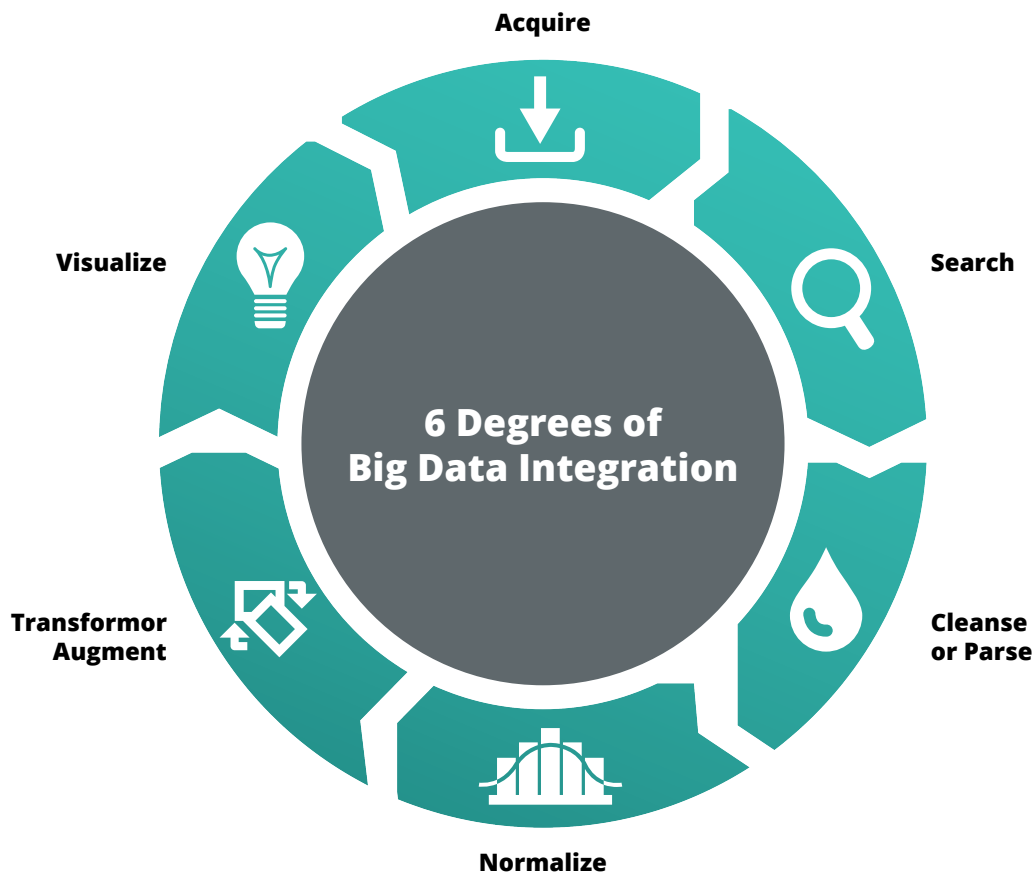 Acquire
Search
Cleanse
or Parse
Normalize
Transformor
Augment
Visualize
6 Degrees of
Big Data Integration